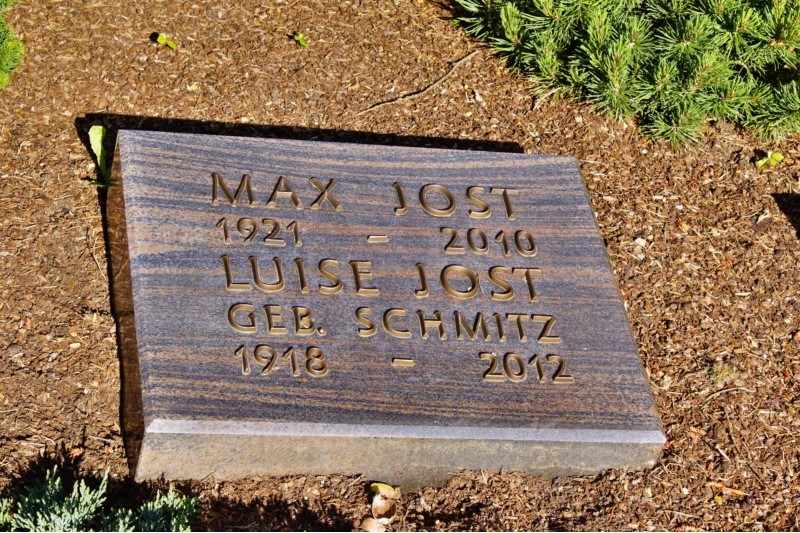 MAX JOST
1921 – 2010
LUISE JOST
GEB. SCHMITZ
1918 – 2012